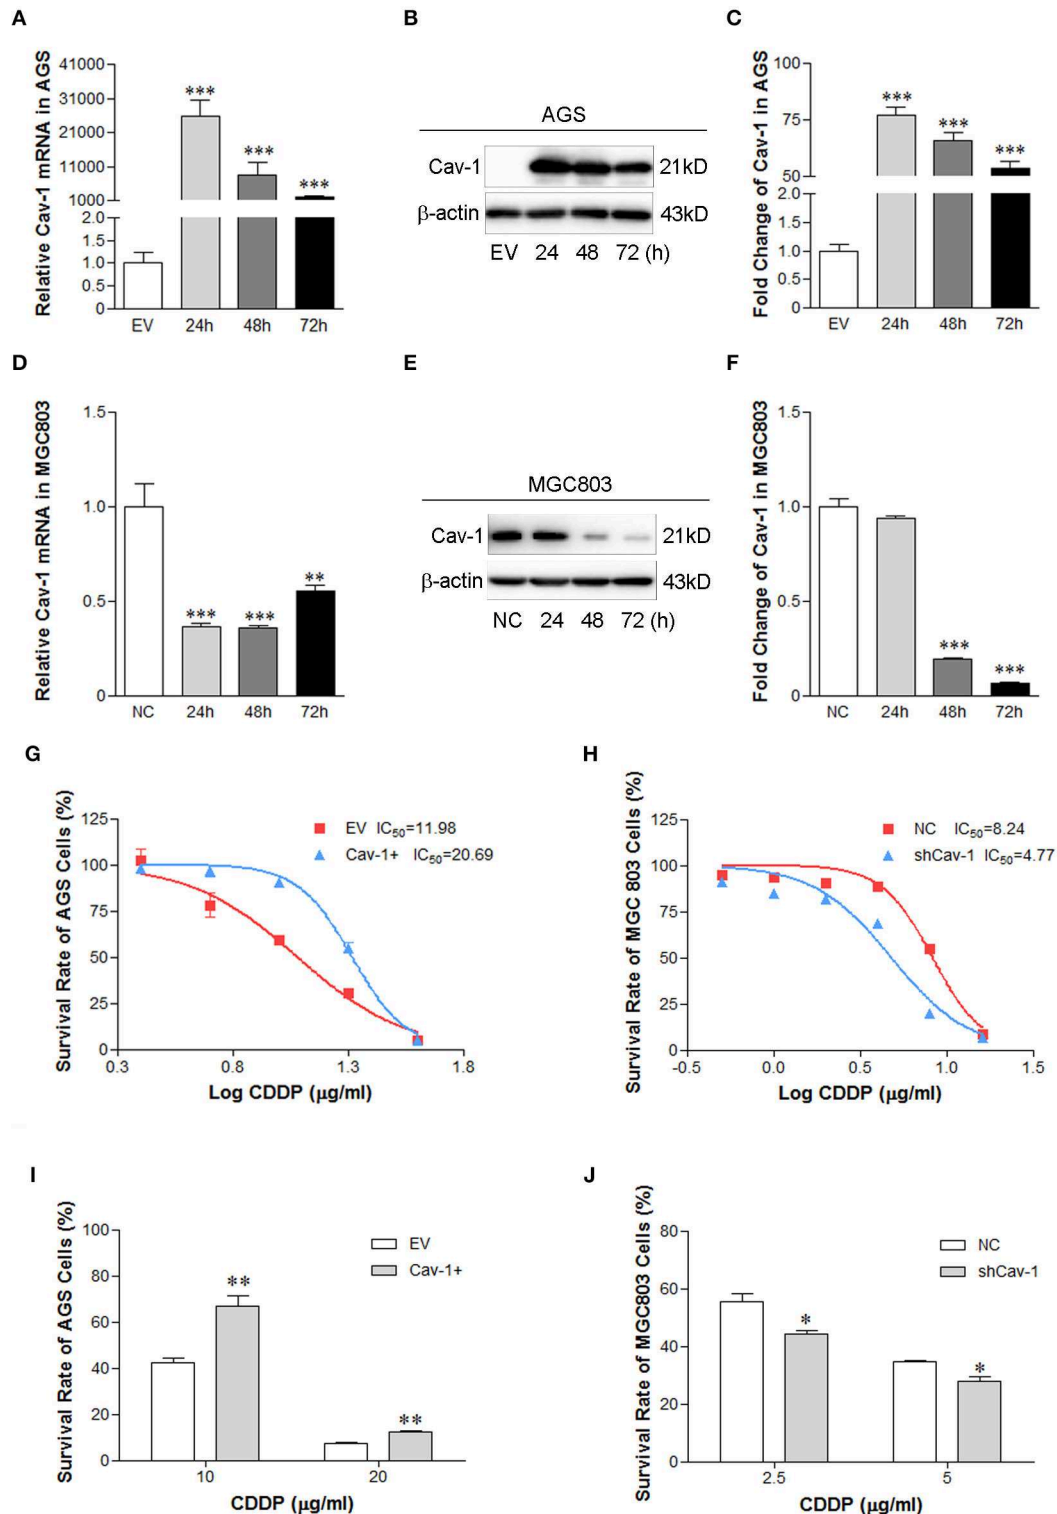 A
Relative Cav-1 mRNA in AGS
41000
31000
21000
11000
1000
2.0
1.5
1.0
0.5
0
***
***
***
EV 24h 48h 72h
B
AGS
Cav-1 21kD
β-actin 43kD
EV 24 48 72 (h)
C
Fold Change of Cav-1 in AGS
100
75
50
2.0
1.5
1.0
0.5
0
***
***
***
EV 24h 48h 72h
D
Relative Cav-1 mRNA in MGC803
1.5
1.0
0.5
0
*** *** **
NC 24h 48h 72h
E
MGC803
Cav-1 21kD
β-actin 43kD
NC 24 48 72 (h)
F
Fold Change of Cav-1 in MGC803
1.5
1.0
0.5
0
***
***
NC 24h 48h 72h
G
Survival Rate of AGS Cells (%)
125
100
75
50
25
0
EV IC50=11.98
Cav-1+ IC50=20.69
0.3 0.8 1.3 1.8
Log CDDP (μg/ml)
H
Survival Rate of MGC 803 Cells (%)
125
100
75
50
25
0
NC IC50=8.24
shCav-1 IC50=4.77
-0.5 0.0 0.5 1.0 1.5
Log CDDP (μg/ml)
I
Survival Rate of AGS Cells (%)
100
80
60
40
20
0
EV
Cav-1+
**
**
10 20
CDDP (μg/ml)
J
Survival Rate of MGC803 Cells (%)
80
60
40
20
0
NC
shCav-1
*
*
2.5 5
CDDP (μg/ml)